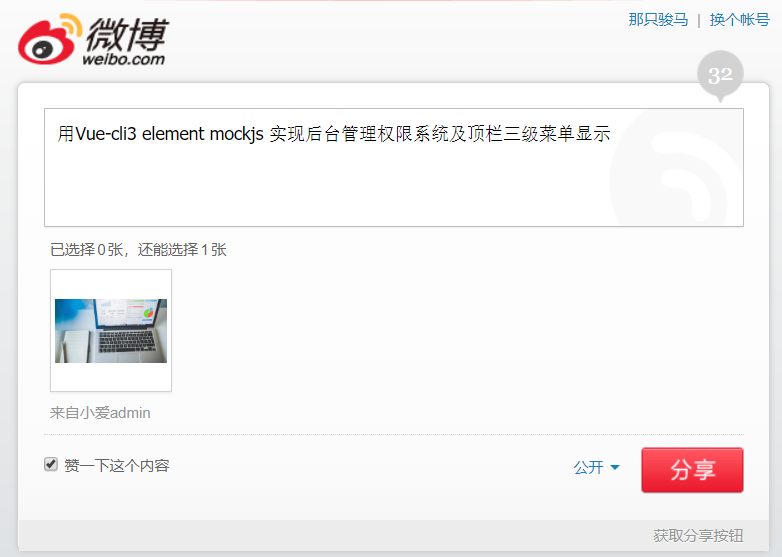 微博
weibo.com
那只骏马 | 换个帐号
32
用Vue-cli3 element mockjs 实现后台管理权限系统及顶栏三级菜单显示
已选择0张，还能选择1张
来自小爱admin
赞一下这个内容
公开
分享
获取分享按钮